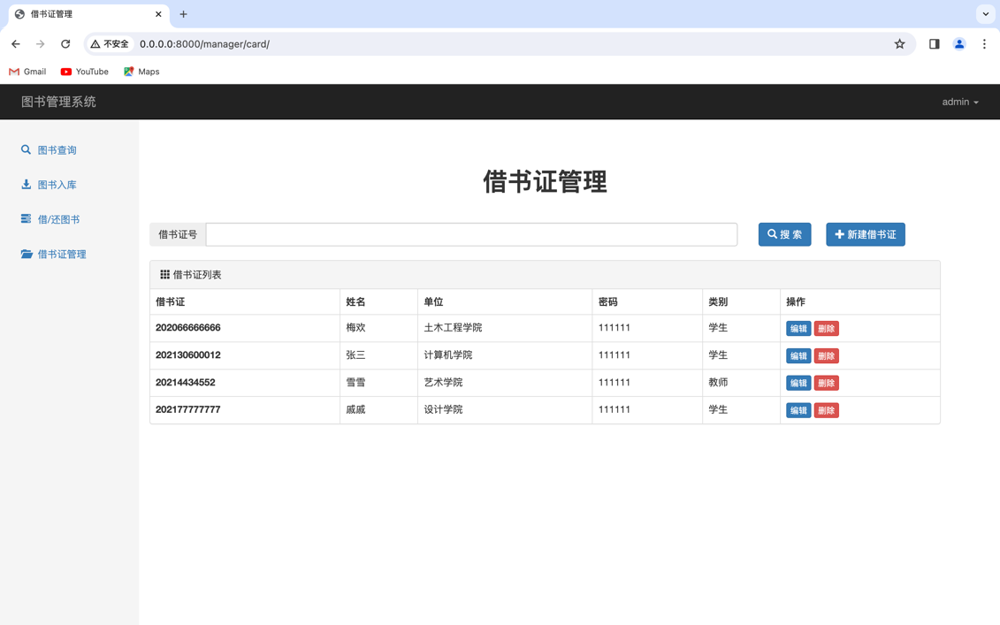 借书证管理
不安全 0.0.0.0:8000/manager/card/
Gmail YouTube Maps
图书管理系统 admin
图书查询
图书入库
借/还图书
借书证管理
借书证管理
借书证号 搜 索 新建借书证
借书证列表
借书证 姓名 单位 密码 类别 操作
202066666666 梅欢 土木工程学院 111111 学生 编辑 删除
202130600012 张三 计算机学院 111111 学生 编辑 删除
20214434552 雪雪 艺术学院 111111 教师 编辑 删除
202177777777 戚戚 设计学院 111111 学生 编辑 删除